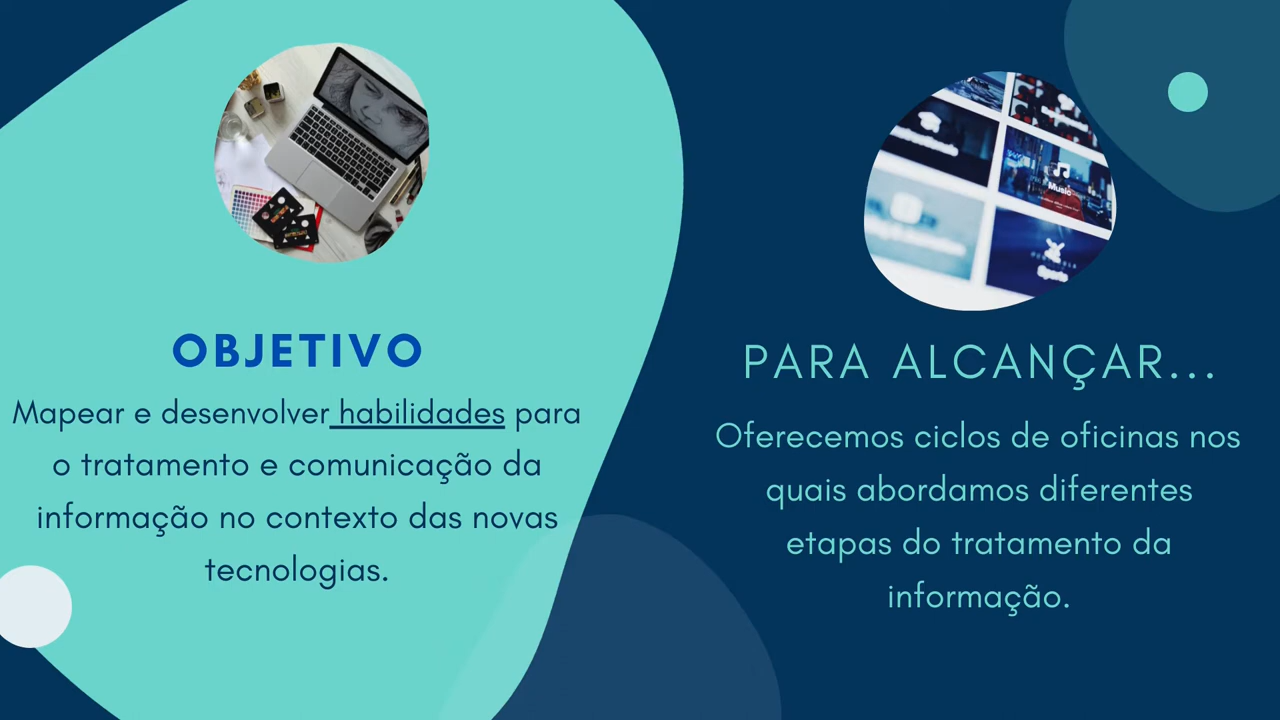 OBJETIVO
Mapear e desenvolver habilidades para
o tratamento e comunicação da
informação no contexto das novas
tecnologias.
Music
PARA ALCANÇAR...
Oferecemos ciclos de oficinas nos
quais abordamos diferentes
etapas do tratamento da
informação.